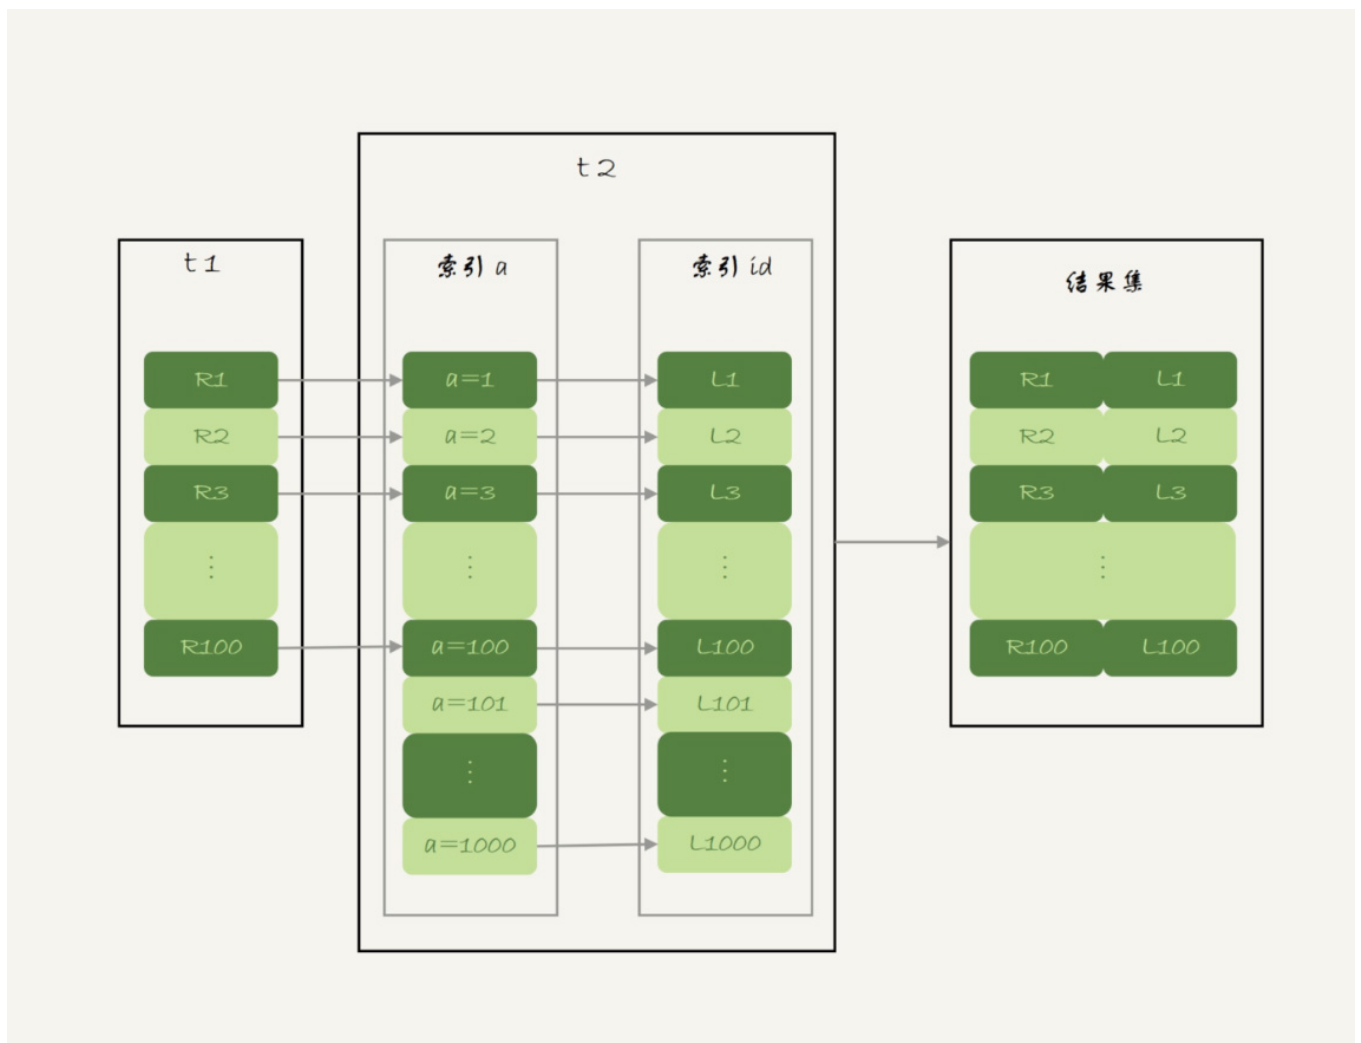 t2
t1
索引 a
索引 id
结果集
R1
a=1
L1
R1
L1
R2
a=2
L2
R2
L2
R3
a=3
L3
R3
L3
⋮
⋮
⋮
⋮
R100
a=100
L100
R100
L100
a=101
L101
⋮
⋮
a=1000
L1000